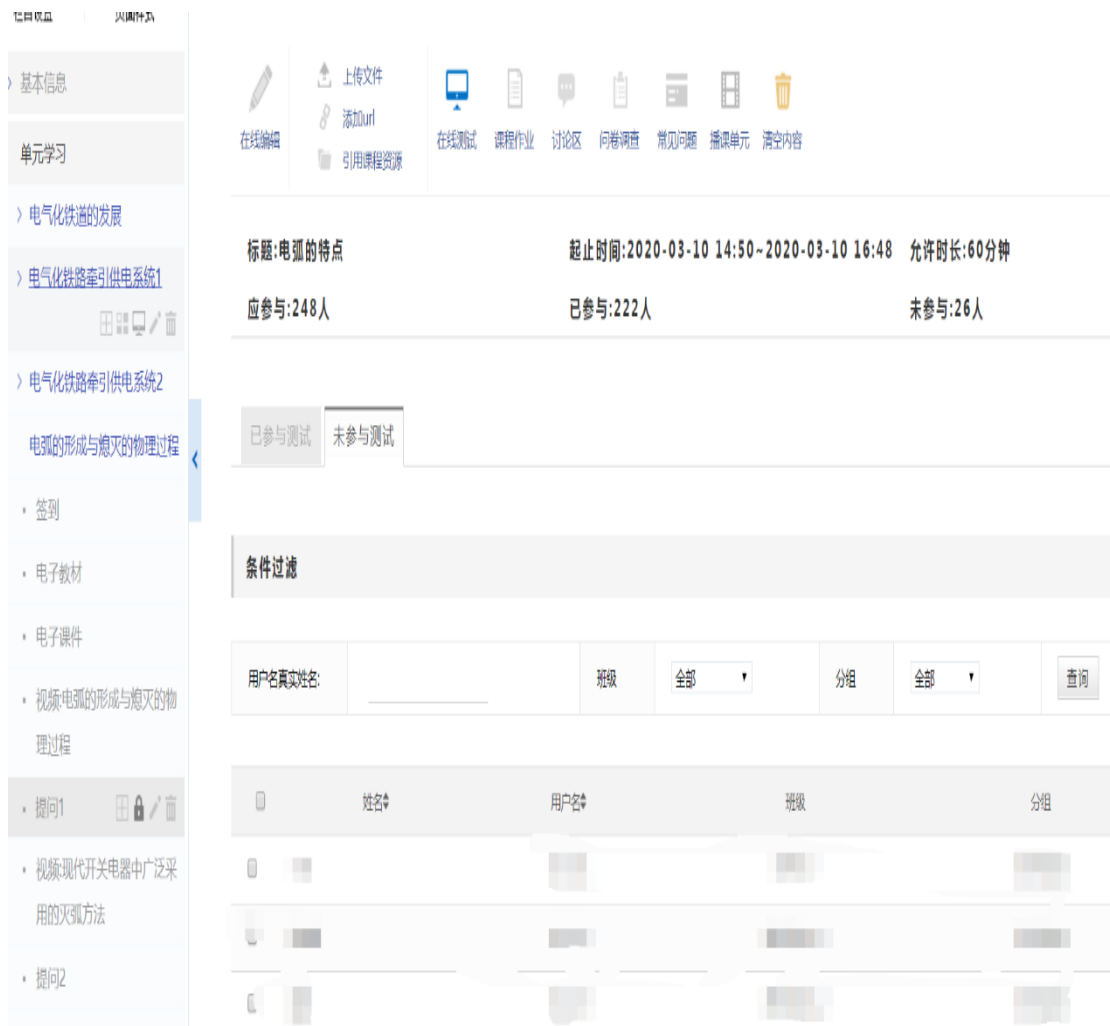 栏目设置 页面样式
基本信息
单元学习
电气化铁道的发展
电气化铁路牵引供电系统1
电气化铁路牵引供电系统2
电弧的形成与熄灭的物理过程
签到
电子教材
电子课件
视频:电弧的形成与熄灭的物
理过程
提问1
视频:现代开关电器中广泛采
用的灭弧方法
提问2
在线编辑
上传文件
添加url
引用课程资源
在线测试 课程作业 讨论区 问卷调查 常见问题 播课单元 清空内容
标题:电弧的特点 起止时间:2020-03-10 14:50~2020-03-10 16:48 允许时长:60分钟
应参与:248人 已参与:222人 未参与:26人
已参与测试 未参与测试
条件过滤
用户名真实姓名: 班级 全部 分组 全部 查询
姓名 用户名 班级 分组